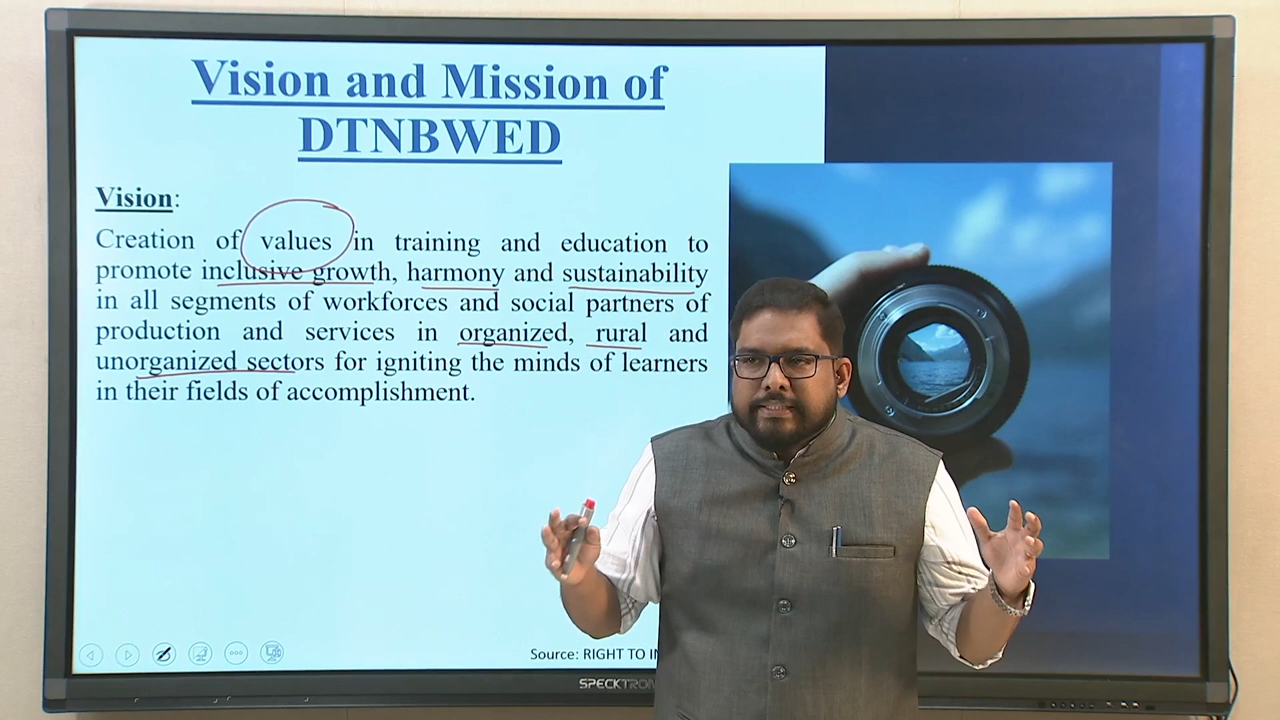 Vision and Mission of
DTNBWED
Vision:
Creation of values in training and education to
promote inclusive growth, harmony and sustainability
in all segments of workforces and social partners of
production and services in organized, rural and
unorganized sectors for igniting the minds of learners
in their fields of accomplishment.
Source: RIGHT TO
SPECKTRON